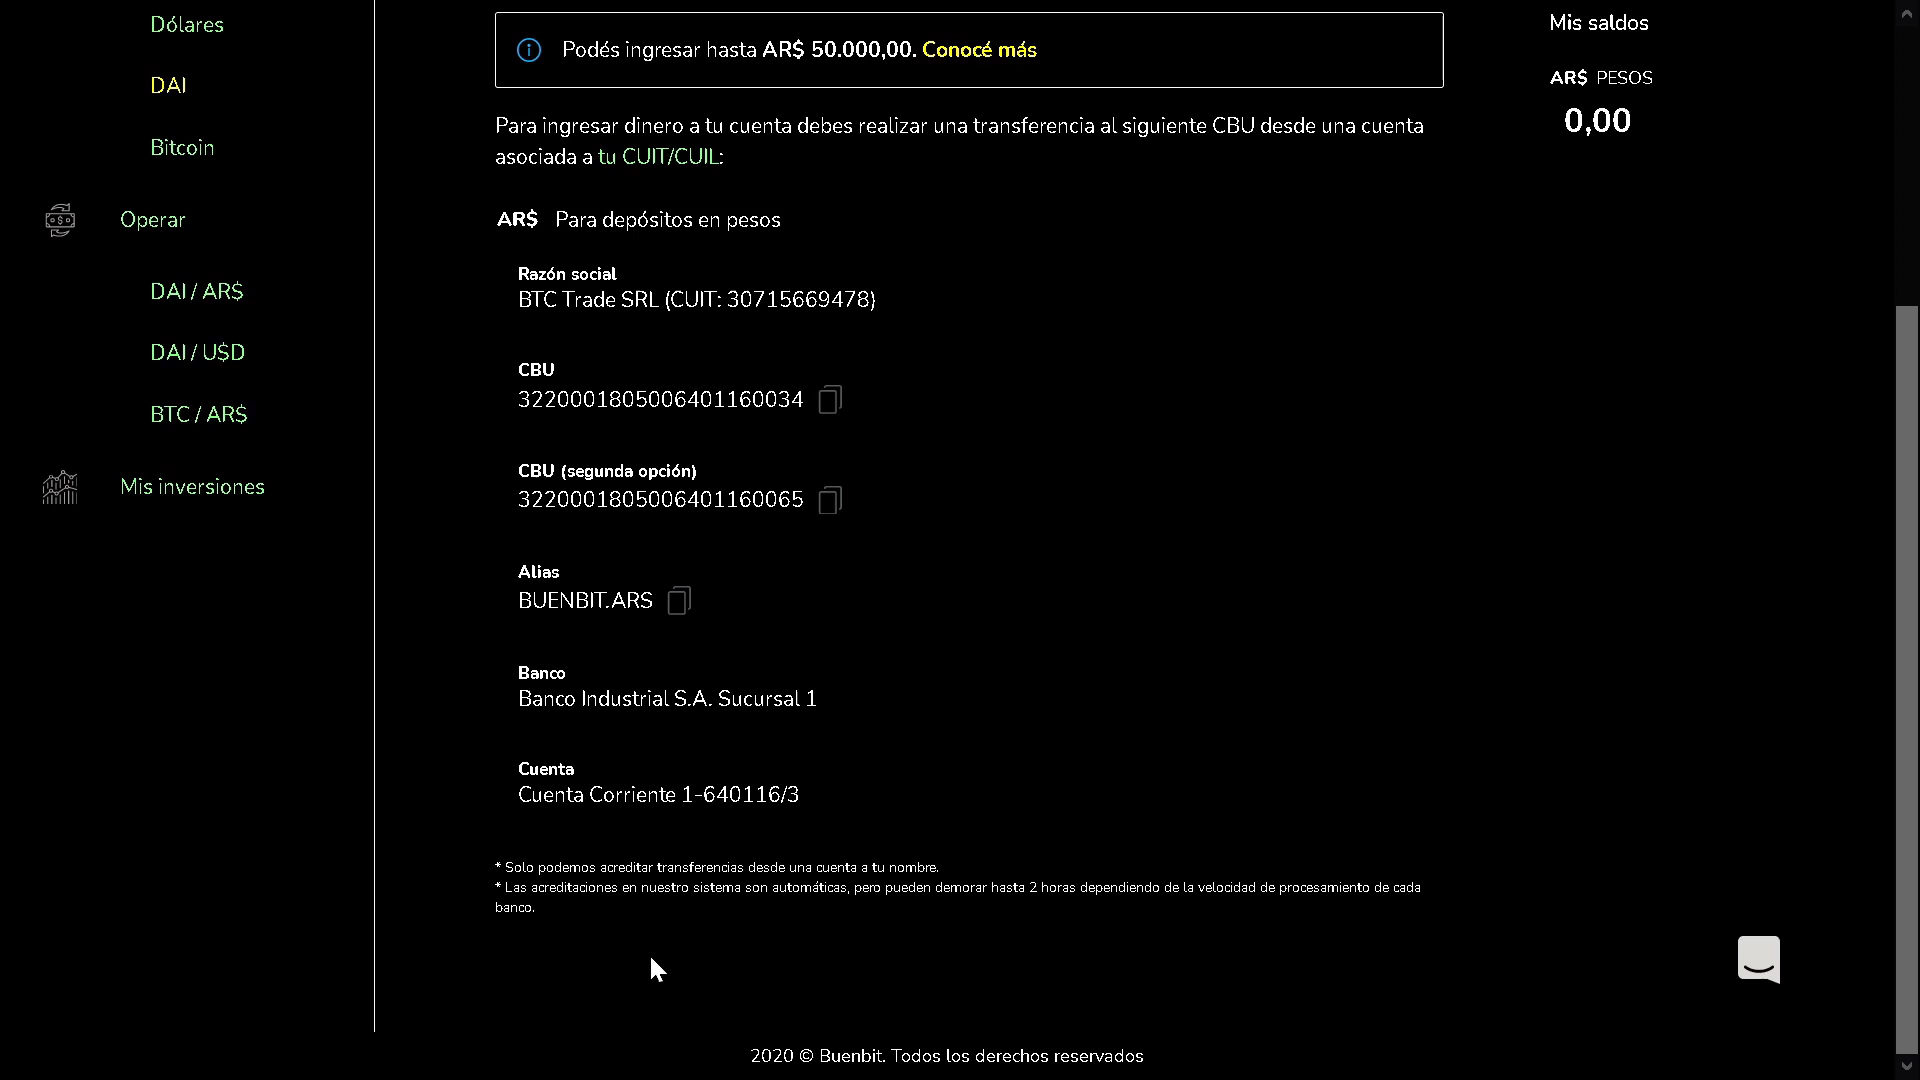 Dólares
DAI
Bitcoin
Operar
DAI / AR$
DAI / U$D
BTC / AR$
Mis inversiones
Podés ingresar hasta AR$ 50.000,00. Conocé más
Para ingresar dinero a tu cuenta debes realizar una transferencia al siguiente CBU desde una cuenta
asociada a tu CUIT/CUIL:
AR$ Para depósitos en pesos
Razón social
BTC Trade SRL (CUIT: 30715669478)
CBU
3220001805006401160034
CBU (segunda opción)
3220001805006401160065
Alias
BUENBIT.ARS
Banco
Banco Industrial S.A. Sucursal 1
Cuenta
Cuenta Corriente 1-640116/3
* Solo podemos acreditar transferencias desde una cuenta a tu nombre.
* Las acreditaciones en nuestro sistema son automáticas, pero pueden demorar hasta 2 horas dependiendo de la velocidad de procesamiento de cada
banco.
Mis saldos
AR$ PESOS
0,00
2020 © Buenbit. Todos los derechos reservados